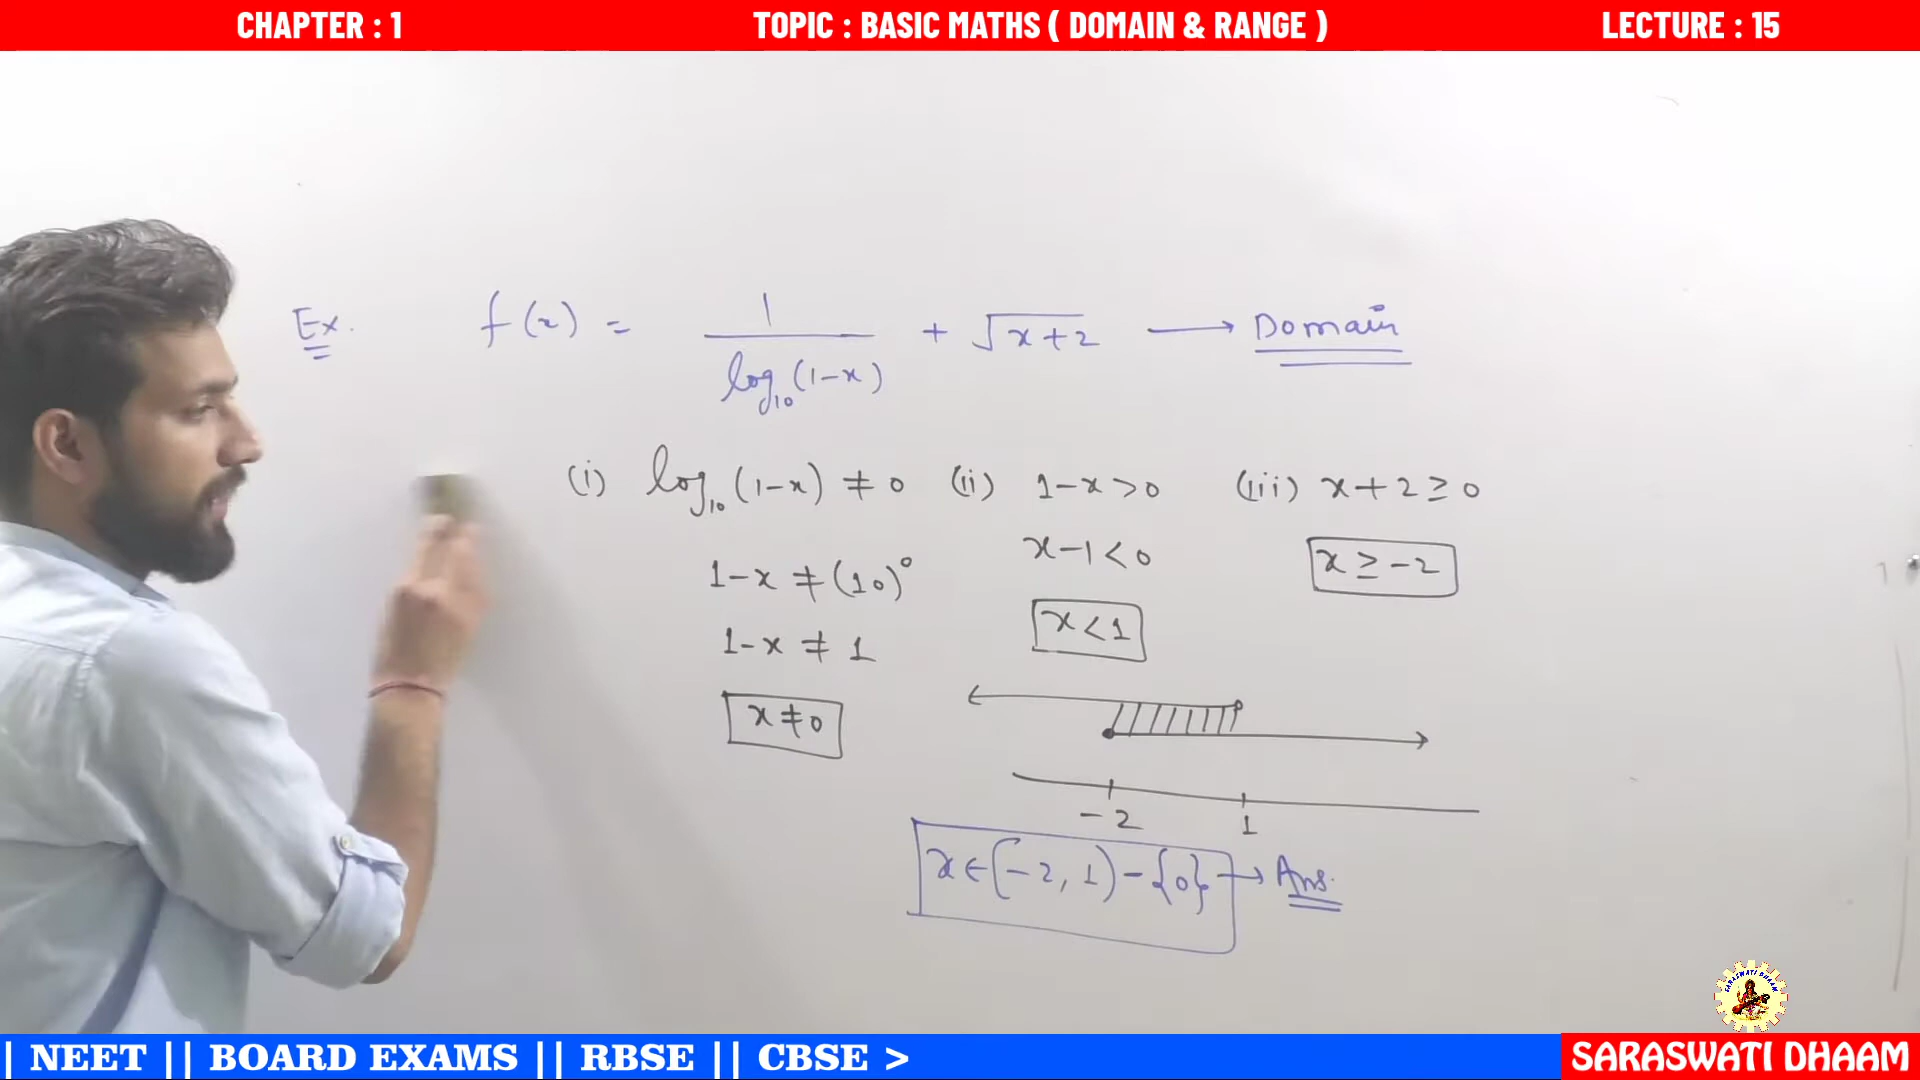 CHAPTER : 1
TOPIC : BASIC MATHS ( DOMAIN & RANGE )
LECTURE : 15
Ex. f(x) = 1/log₁₀(1-x) + √(x+2) → Domain
(i) log₁₀(1-x) ≠ 0 (ii) 1-x>0 (iii) x+2≥0
1-x ≠ (10)⁰
x-1<0
x≥-2
1-x ≠ 1
x<1
x≠0
-2 1
x∈[-2, 1)-{0} → Ans.
SARASWATI DHAAM
| NEET || BOARD EXAMS || RBSE || CBSE >
SARASWATI DHAAM